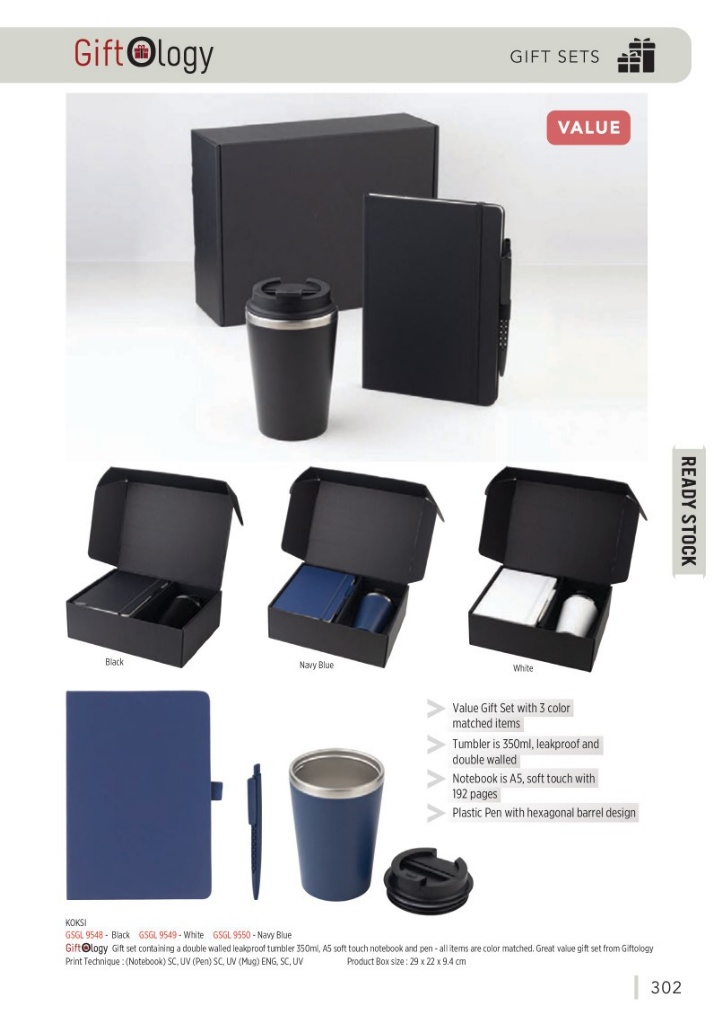 GiftOlogy
GIFT SETS
VALUE
READY STOCK
Black
Navy Blue
White
Value Gift Set with 3 color
matched items
Tumbler is 350ml, leakproof and
double walled
Notebook is A5, soft touch with
192 pages
Plastic Pen with hexagonal barrel design
KOKSI
GSGL 9548 - Black GSGL 9549 - White GSGL 9550 - Navy Blue
GiftOlogy Gift set containing a double walled leakproof tumbler 350ml, A5 soft touch notebook and pen - all items are color matched. Great value gift set from Giftology
Print Technique : (Notebook) SC, UV (Pen) SC, UV (Mug) ENG, SC, UV Product Box size : 29 x 22 x 9.4 cm
302